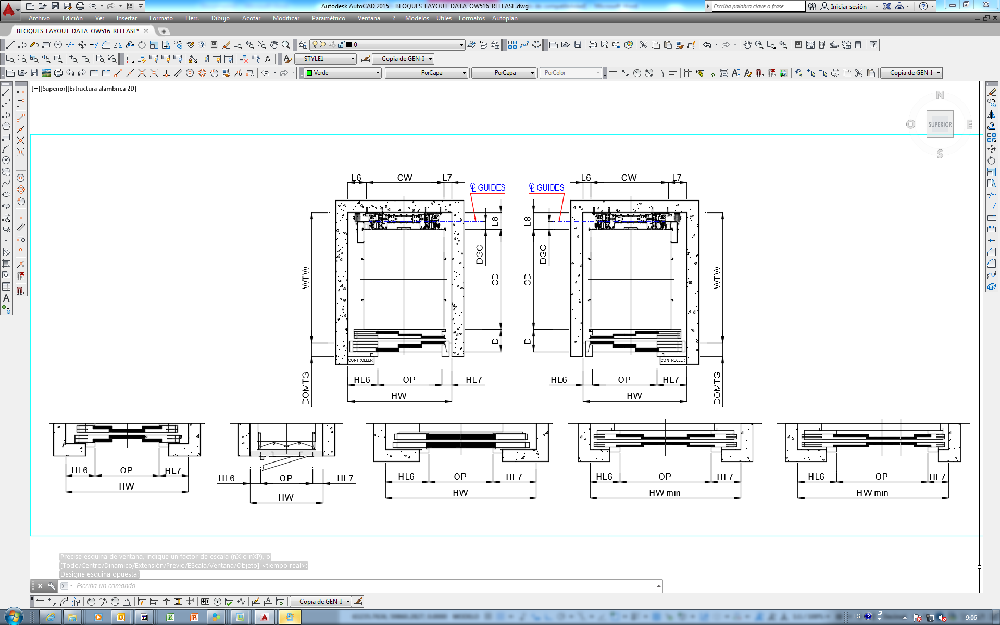 Autodesk AutoCAD 2015 BLOQUES_LAYOUT_DATA_OW516_RELEASE.dwg
Escriba palabra clave o frase
Iniciar sesión
Archivo Edición Ver Insertar Formato Herr. Dibujo Acotar Modificar Paramétrico Ventana ? Modelos Utiles Formatos Autoplan
BLOQUES_LAYOUT_DATA_OW516_RELEASE*
0
STYLE1 Copia de GEN-I
Verde PorCapa PorCapa PorColor Copia de GEN-I
[−][Superior][Estructura alámbrica 2D]
N
O SUPERIOR E
S
L6 CW L7 L6 CW L7
GUIDES GUIDES
L8 L8
DGC DGC
WTW CD CD WTW
D D
CONTROLLER CONTROLLER
DOMTG HL6 OP HL7 HL6 OP HL7 DOMTG
HW HW
HL6 OP HL7 HL6 OP HL7 HL6 OP HL7 HL6 OP HL7 HL6 OP HL7
HW HW HW HW min HW min
Precise esquina de ventana, indique un factor de escala (nX o nXP), o
[Todo/Centro/Dinámico/Extensión/Previo/EScala/Ventana/Objeto] <tiempo real>:
Designe esquina opuesta:
Escriba un comando
Copia de GEN-I
ES
9:06